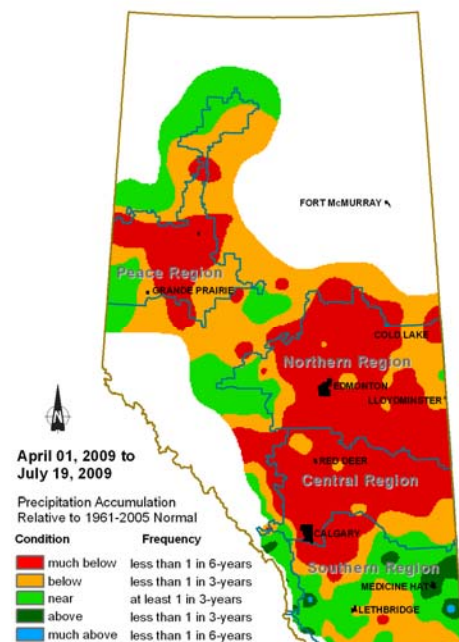 FORT McMURRAY
Peace Region
GRANDE PRAIRIE
COLD LAKE
Northern Region
EDMONTON
LLOYDMINSTER
RED DEER
Central Region
CALGARY
Southern Region
MEDICINE HAT
LETHBRIDGE
N
April 01, 2009 to
July 19, 2009
Precipitation Accumulation
Relative to 1961-2005 Normal
Condition Frequency
much below less than 1 in 6-years
below less than 1 in 3-years
near at least 1 in 3-years
above less than 1 in 3-years
much above less than 1 in 6-years